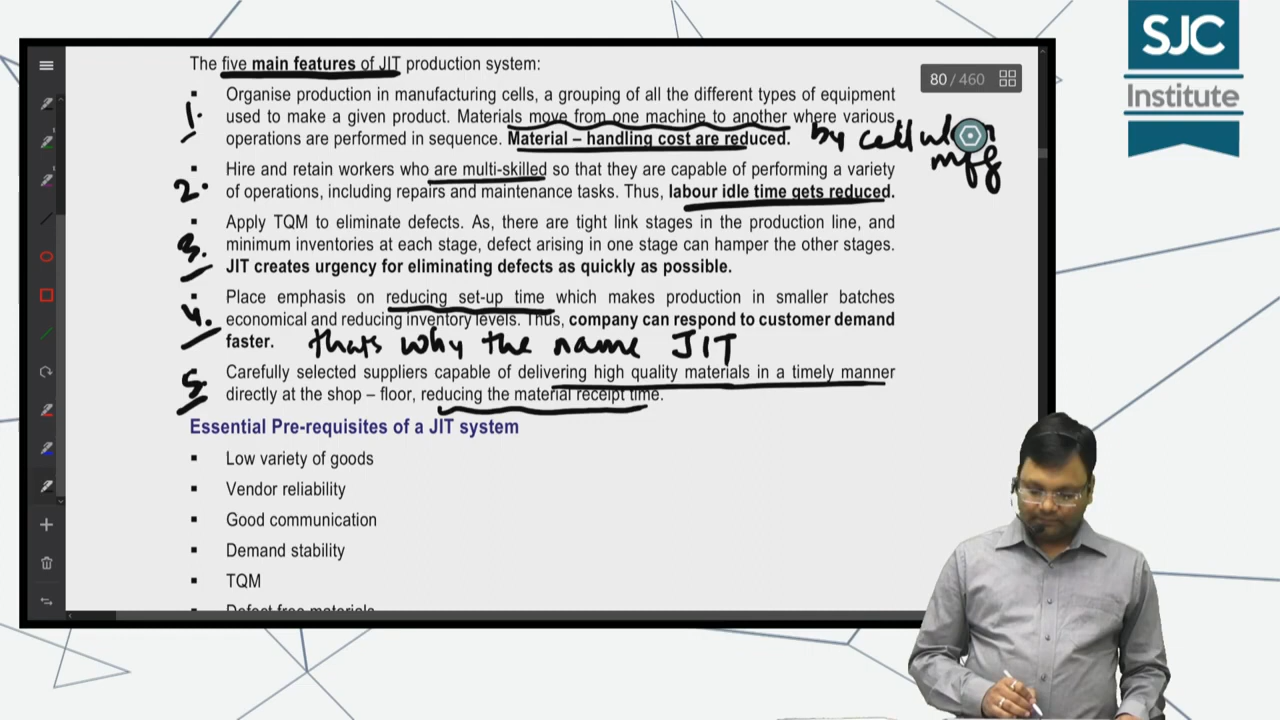 SJC
Institute
80 / 460
The five main features of JIT production system:
▪ Organise production in manufacturing cells, a grouping of all the different types of equipment
used to make a given product. Materials move from one machine to another where various
operations are performed in sequence. Material – handling cost are reduced.
1.
by cellular
mfg
▪ Hire and retain workers who are multi-skilled so that they are capable of performing a variety
of operations, including repairs and maintenance tasks. Thus, labour idle time gets reduced.
2.
▪ Apply TQM to eliminate defects. As, there are tight link stages in the production line, and
minimum inventories at each stage, defect arising in one stage can hamper the other stages.
JIT creates urgency for eliminating defects as quickly as possible.
3.
▪ Place emphasis on reducing set-up time which makes production in smaller batches
economical and reducing inventory levels. Thus, company can respond to customer demand
faster.
4.
thats why the name JIT
Carefully selected suppliers capable of delivering high quality materials in a timely manner
directly at the shop – floor, reducing the material receipt time.
5.
Essential Pre-requisites of a JIT system
▪ Low variety of goods
▪ Vendor reliability
▪ Good communication
▪ Demand stability
▪ TQM
▪ Defect free materials